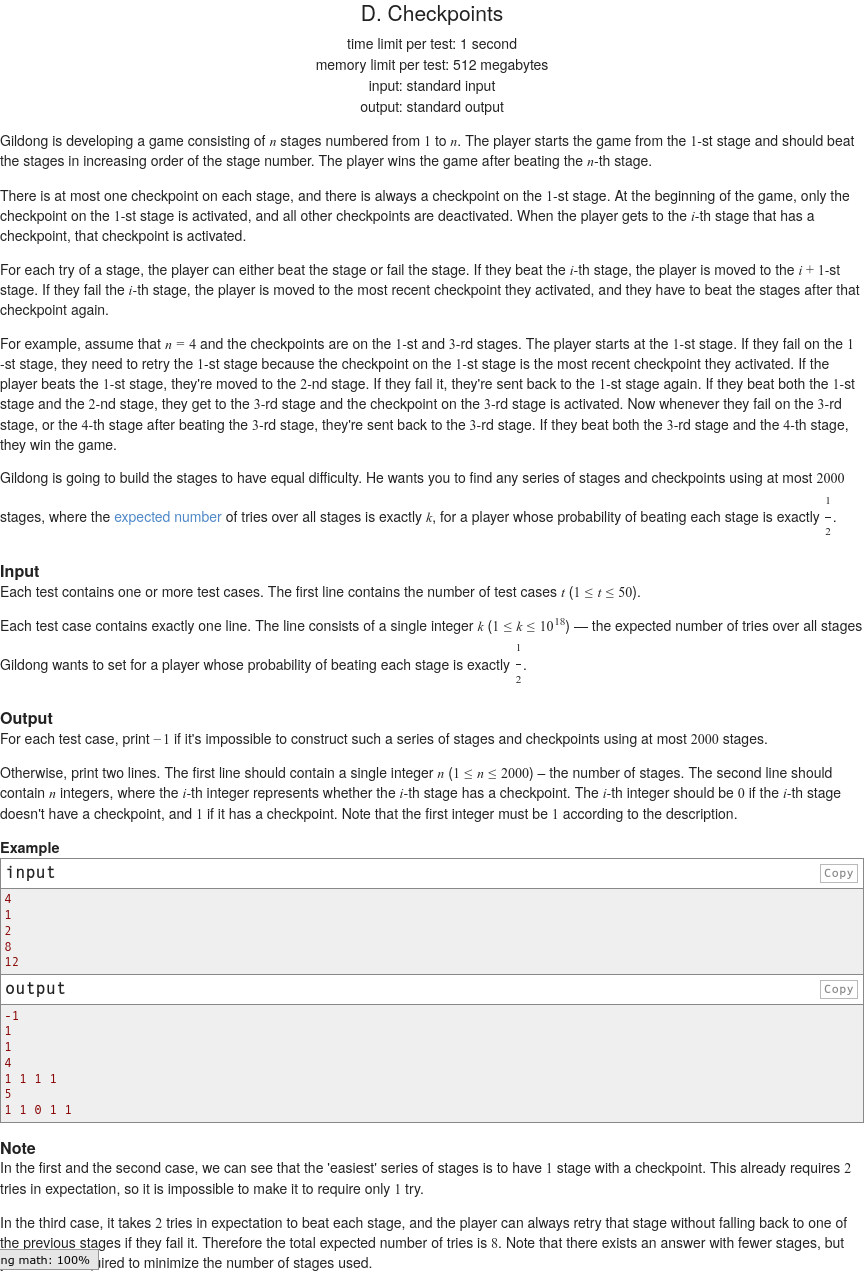 D. Checkpoints
time limit per test: 1 second
memory limit per test: 512 megabytes
input: standard input
output: standard output
Gildong is developing a game consisting of n stages numbered from 1 to n. The player starts the game from the 1-st stage and should beat
the stages in increasing order of the stage number. The player wins the game after beating the n-th stage.
There is at most one checkpoint on each stage, and there is always a checkpoint on the 1-st stage. At the beginning of the game, only the
checkpoint on the 1-st stage is activated, and all other checkpoints are deactivated. When the player gets to the i-th stage that has a
checkpoint, that checkpoint is activated.
For each try of a stage, the player can either beat the stage or fail the stage. If they beat the i-th stage, the player is moved to the i + 1-st
stage. If they fail the i-th stage, the player is moved to the most recent checkpoint they activated, and they have to beat the stages after that
checkpoint again.
For example, assume that n = 4 and the checkpoints are on the 1-st and 3-rd stages. The player starts at the 1-st stage. If they fail on the 1
-st stage, they need to retry the 1-st stage because the checkpoint on the 1-st stage is the most recent checkpoint they activated. If the
player beats the 1-st stage, they're moved to the 2-nd stage. If they fail it, they're sent back to the 1-st stage again. If they beat both the 1-st
stage and the 2-nd stage, they get to the 3-rd stage and the checkpoint on the 3-rd stage is activated. Now whenever they fail on the 3-rd
stage, or the 4-th stage after beating the 3-rd stage, they're sent back to the 3-rd stage. If they beat both the 3-rd stage and the 4-th stage,
they win the game.
Gildong is going to build the stages to have equal difficulty. He wants you to find any series of stages and checkpoints using at most 2000
stages, where the expected number of tries over all stages is exactly k, for a player whose probability of beating each stage is exactly 1/2.
Input
Each test contains one or more test cases. The first line contains the number of test cases t (1 ≤ t ≤ 50).
Each test case contains exactly one line. The line consists of a single integer k (1 ≤ k ≤ 10^18) — the expected number of tries over all stages
Gildong wants to set for a player whose probability of beating each stage is exactly 1/2.
Output
For each test case, print −1 if it's impossible to construct such a series of stages and checkpoints using at most 2000 stages.
Otherwise, print two lines. The first line should contain a single integer n (1 ≤ n ≤ 2000) – the number of stages. The second line should
contain n integers, where the i-th integer represents whether the i-th stage has a checkpoint. The i-th integer should be 0 if the i-th stage
doesn't have a checkpoint, and 1 if it has a checkpoint. Note that the first integer must be 1 according to the description.
Example
input
Copy
4
1
2
8
12
output
Copy
-1
1
1
4
1 1 1 1
5
1 1 0 1 1
Note
In the first and the second case, we can see that the 'easiest' series of stages is to have 1 stage with a checkpoint. This already requires 2
tries in expectation, so it is impossible to make it to require only 1 try.
In the third case, it takes 2 tries in expectation to beat each stage, and the player can always retry that stage without falling back to one of
the previous stages if they fail it. Therefore the total expected number of tries is 8. Note that there exists an answer with fewer stages, but
ng math: 100% ired to minimize the number of stages used.